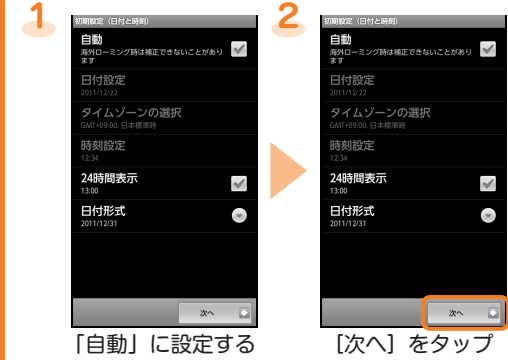 1
初期設定（日付と時刻）
自動
海外ローミング時は補正できないことがあり
ます
日付設定
2011/12/22
タイムゾーンの選択
GMT+09:00, 日本標準時
時刻設定
12:34
24時間表示
13:00
日付形式
2011/12/31
次へ
「自動」に設定する
2
初期設定（日付と時刻）
自動
海外ローミング時は補正できないことがあり
ます
日付設定
2011/12/22
タイムゾーンの選択
GMT+09:00, 日本標準時
時刻設定
12:34
24時間表示
13:00
日付形式
2011/12/31
次へ
［次へ］をタップ